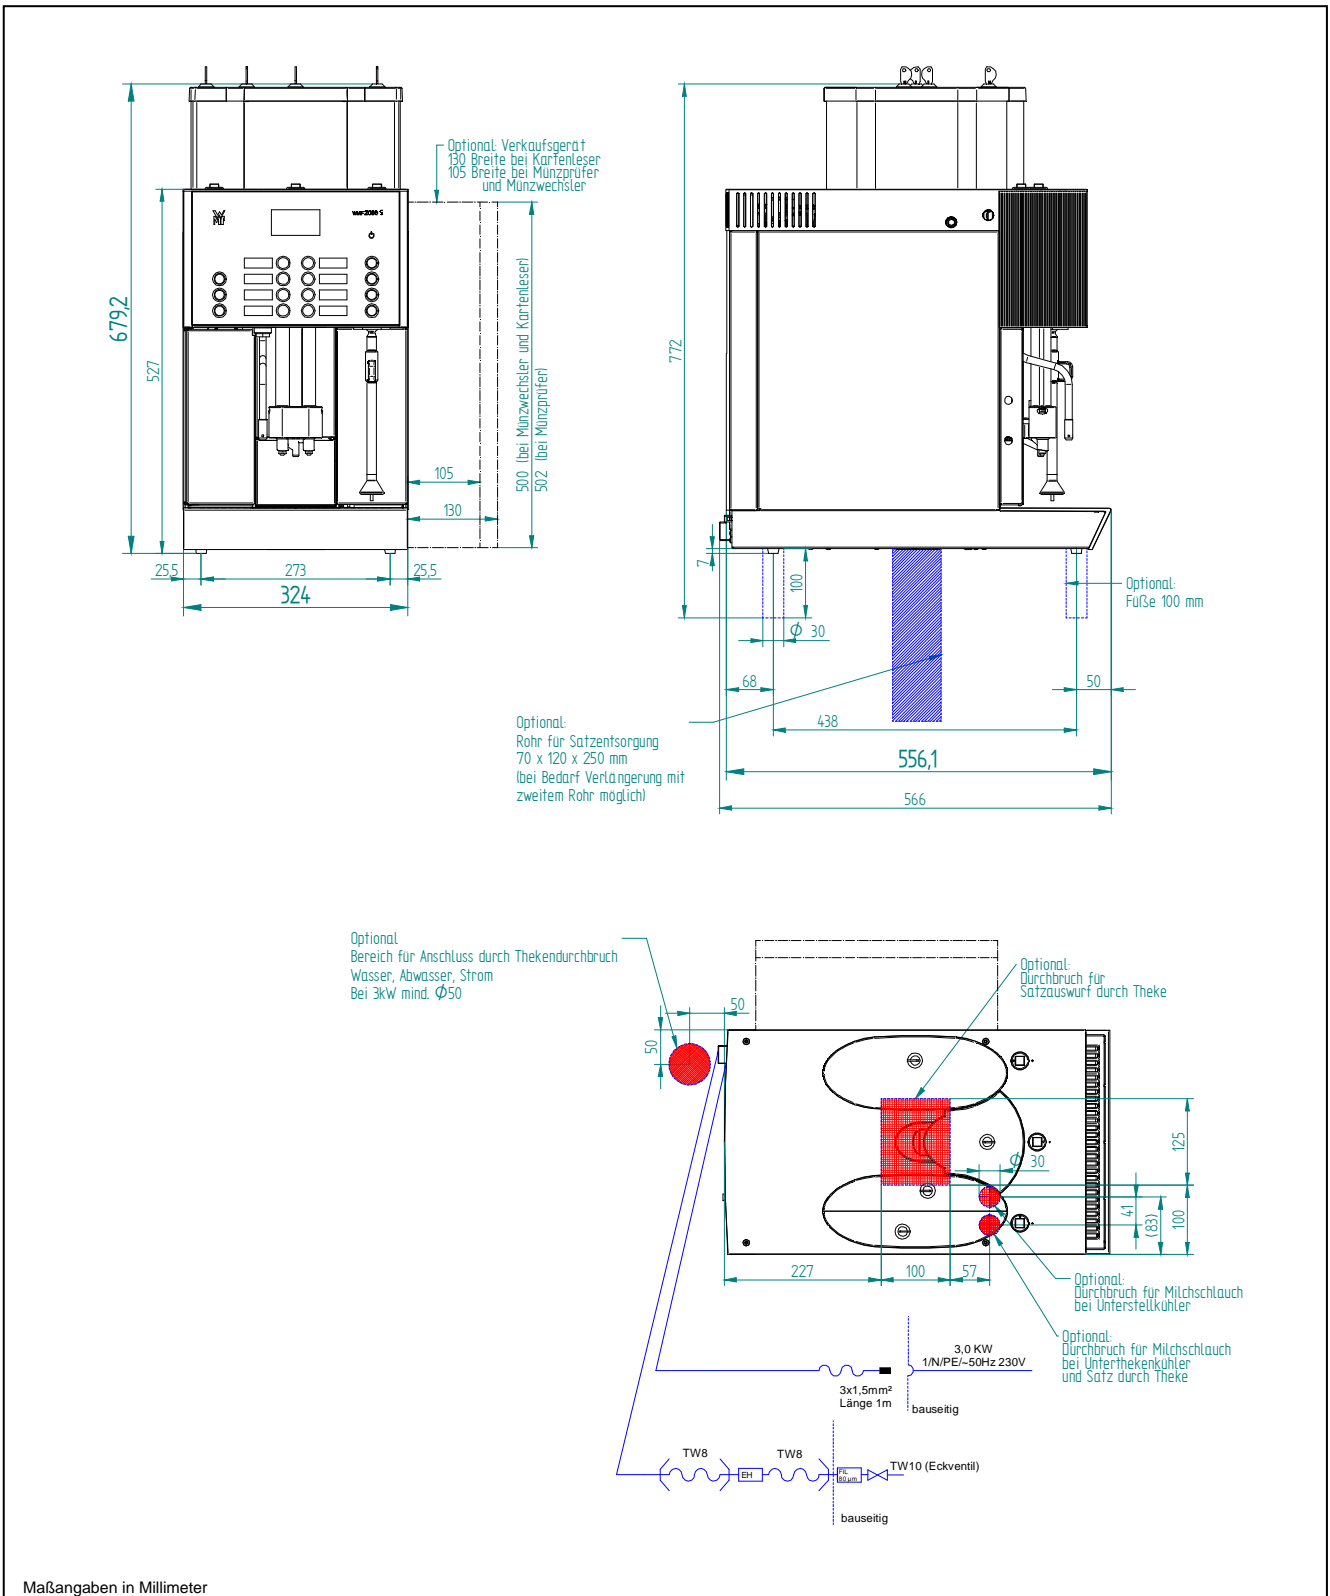 Optional: Verkaufsgerät
130 Breite bei Kartenleser
105 Breite bei Münzprüfer
und Münzwechsler
WMF
679,2
527
500 (bei Münzwechsler und Kartenleser)
502 (bei Münzprüfer)
105
130
25,5
273
25,5
324
772
7
100
Φ 30
Optional:
Füße 100 mm
68
50
438
556,1
566
Optional:
Rohr für Satzentsorgung
70 x 120 x 250 mm
(bei Bedarf Verlängerung mit
zweitem Rohr möglich)
Optional
Bereich für Anschluss durch Thekendurchbruch
Wasser, Abwasser, Strom
Bei 3kW mind. Φ50
50
50
Optional:
Durchbruch für
Satzauswurf durch Theke
125
Φ 30
41
(83)
100
227
100
57
Optional:
Durchbruch für Milchschlauch
bei Unterstellkühler
Optional:
Durchbruch für Milchschlauch
bei Unterthekenkühler
und Satz durch Theke
3,0 KW
1/N/PE/~50Hz 230V
3x1,5mm²
Länge 1m
bauseitig
TW8
TW8
EH
FIL
80µm
TW10 (Eckventil)
bauseitig
Maßangaben in Millimeter